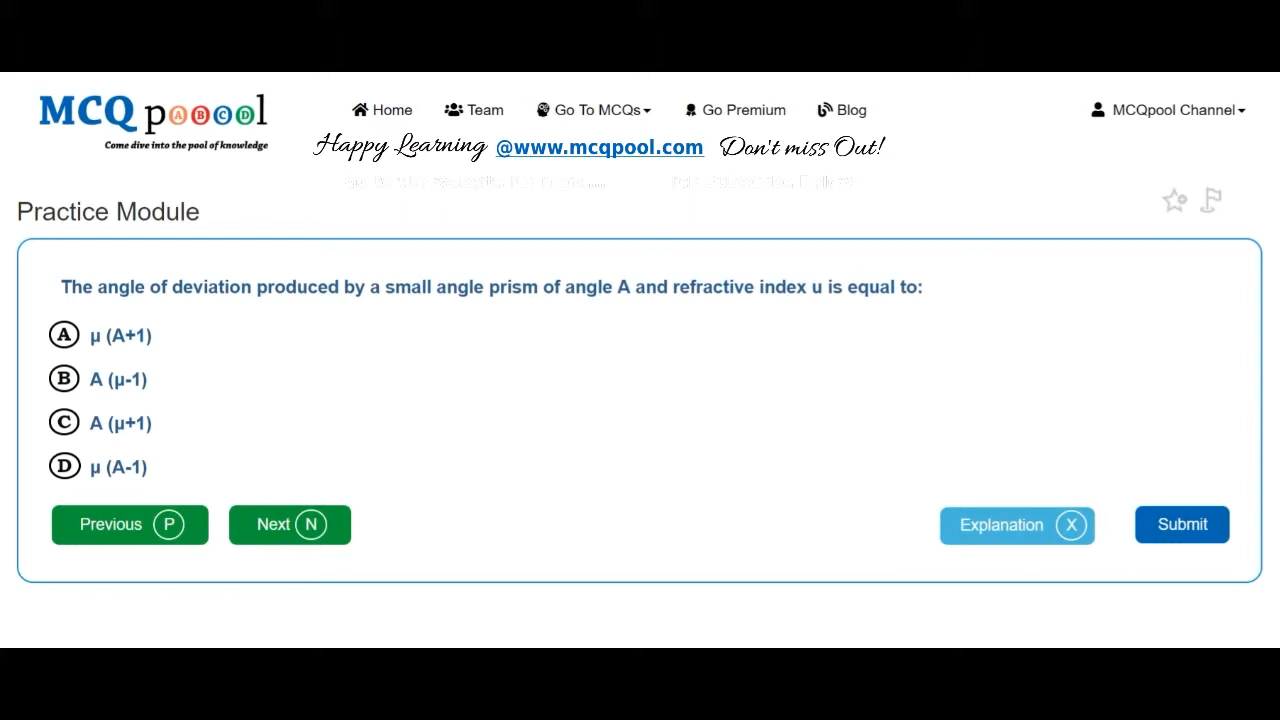 MCQ pABCDl
Come dive into the pool of knowledge
Home Team Go To MCQs Go Premium Blog MCQpool Channel
Happy Learning @www.mcqpool.com Don't miss Out!
Practice Module
The angle of deviation produced by a small angle prism of angle A and refractive index u is equal to:
A μ (A+1)
B A (μ-1)
C A (μ+1)
D μ (A-1)
Previous P Next N Explanation X Submit